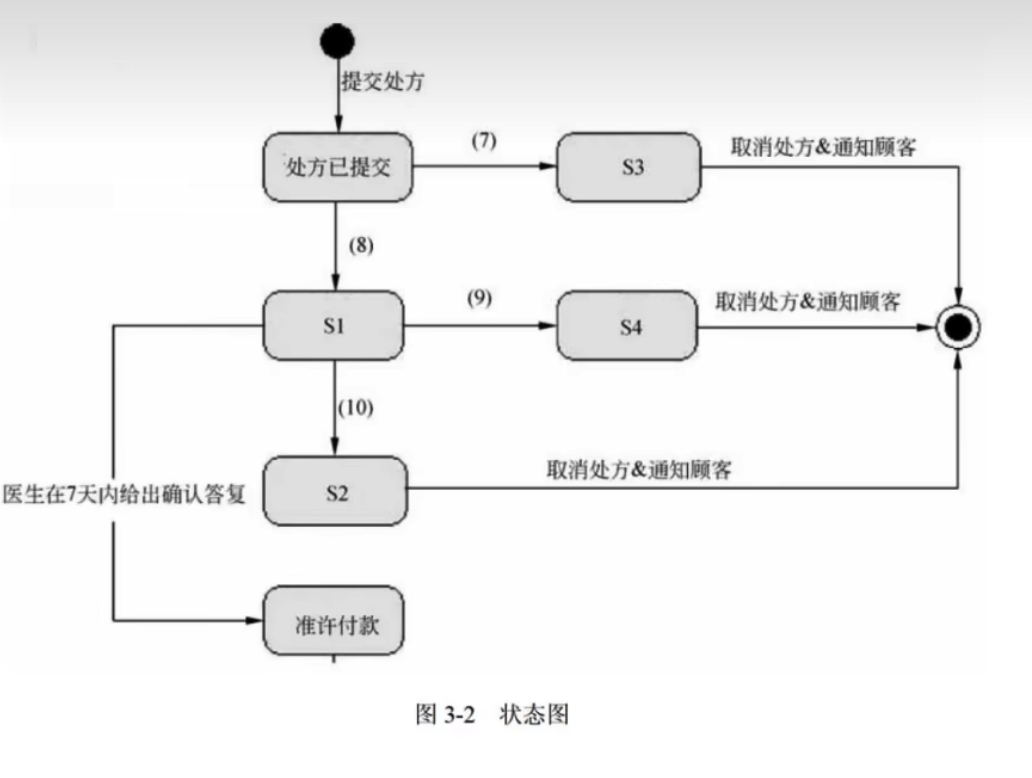 提交处方
处方已提交
(7)
S3
取消处方&通知顾客
(8)
S1
(9)
S4
取消处方&通知顾客
(10)
S2
取消处方&通知顾客
医生在7天内给出确认答复
准许付款
图 3-2 状态图